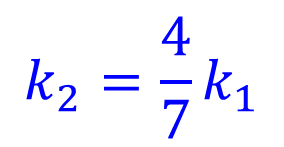 k₂ = 4/7 k₁